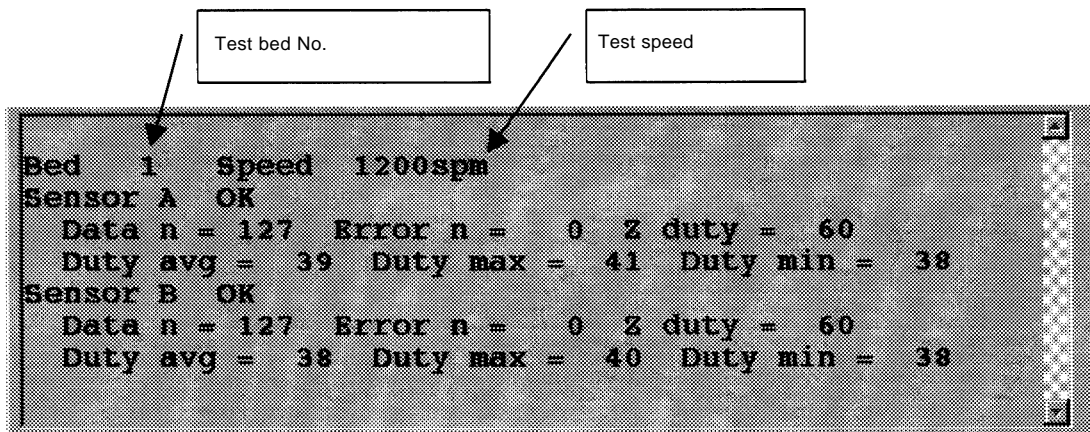 Test bed No.
Test speed
Bed 1 Speed 1200spm
Sensor A OK
Data n = 127 Error n = 0 Z duty = 60
Duty avg = 39 Duty max = 41 Duty min = 38
Sensor B OK
Data n = 127 Error n = 0 Z duty = 60
Duty avg = 38 Duty max = 40 Duty min = 38